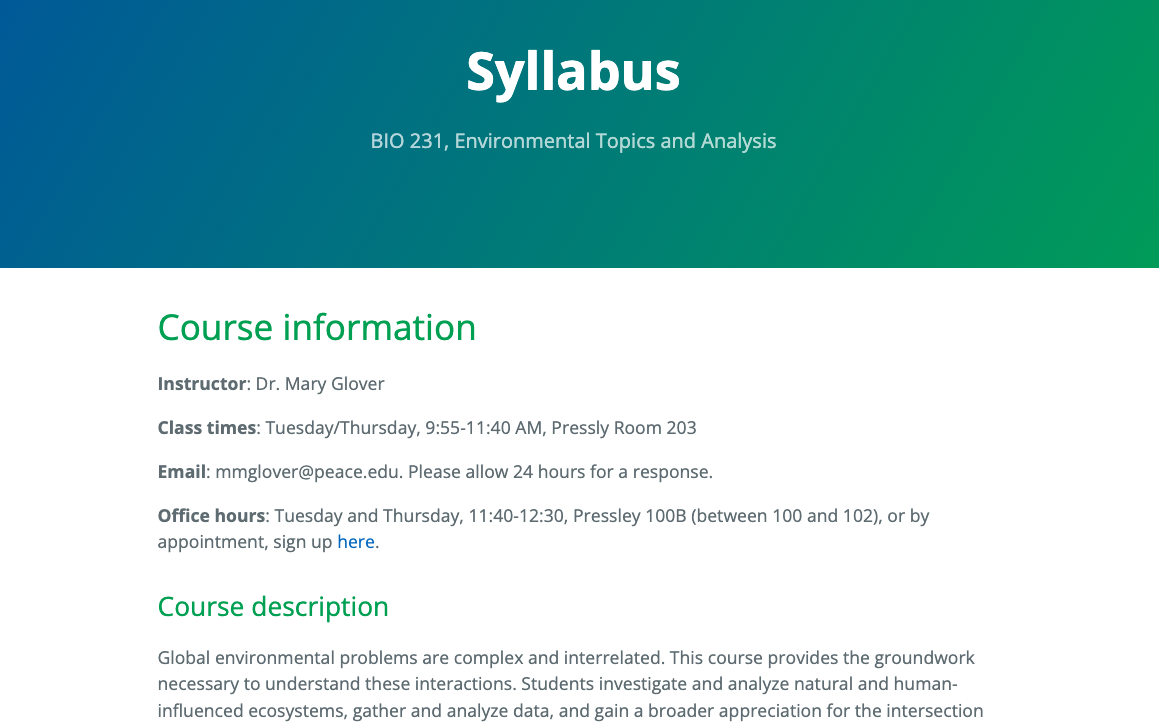 Syllabus
BIO 231, Environmental Topics and Analysis
Course information
Instructor: Dr. Mary Glover
Class times: Tuesday/Thursday, 9:55-11:40 AM, Pressly Room 203
Email: mmglover@peace.edu. Please allow 24 hours for a response.
Office hours: Tuesday and Thursday, 11:40-12:30, Pressley 100B (between 100 and 102), or by
appointment, sign up here.
Course description
Global environmental problems are complex and interrelated. This course provides the groundwork
necessary to understand these interactions. Students investigate and analyze natural and human-
influenced ecosystems, gather and analyze data, and gain a broader appreciation for the intersection